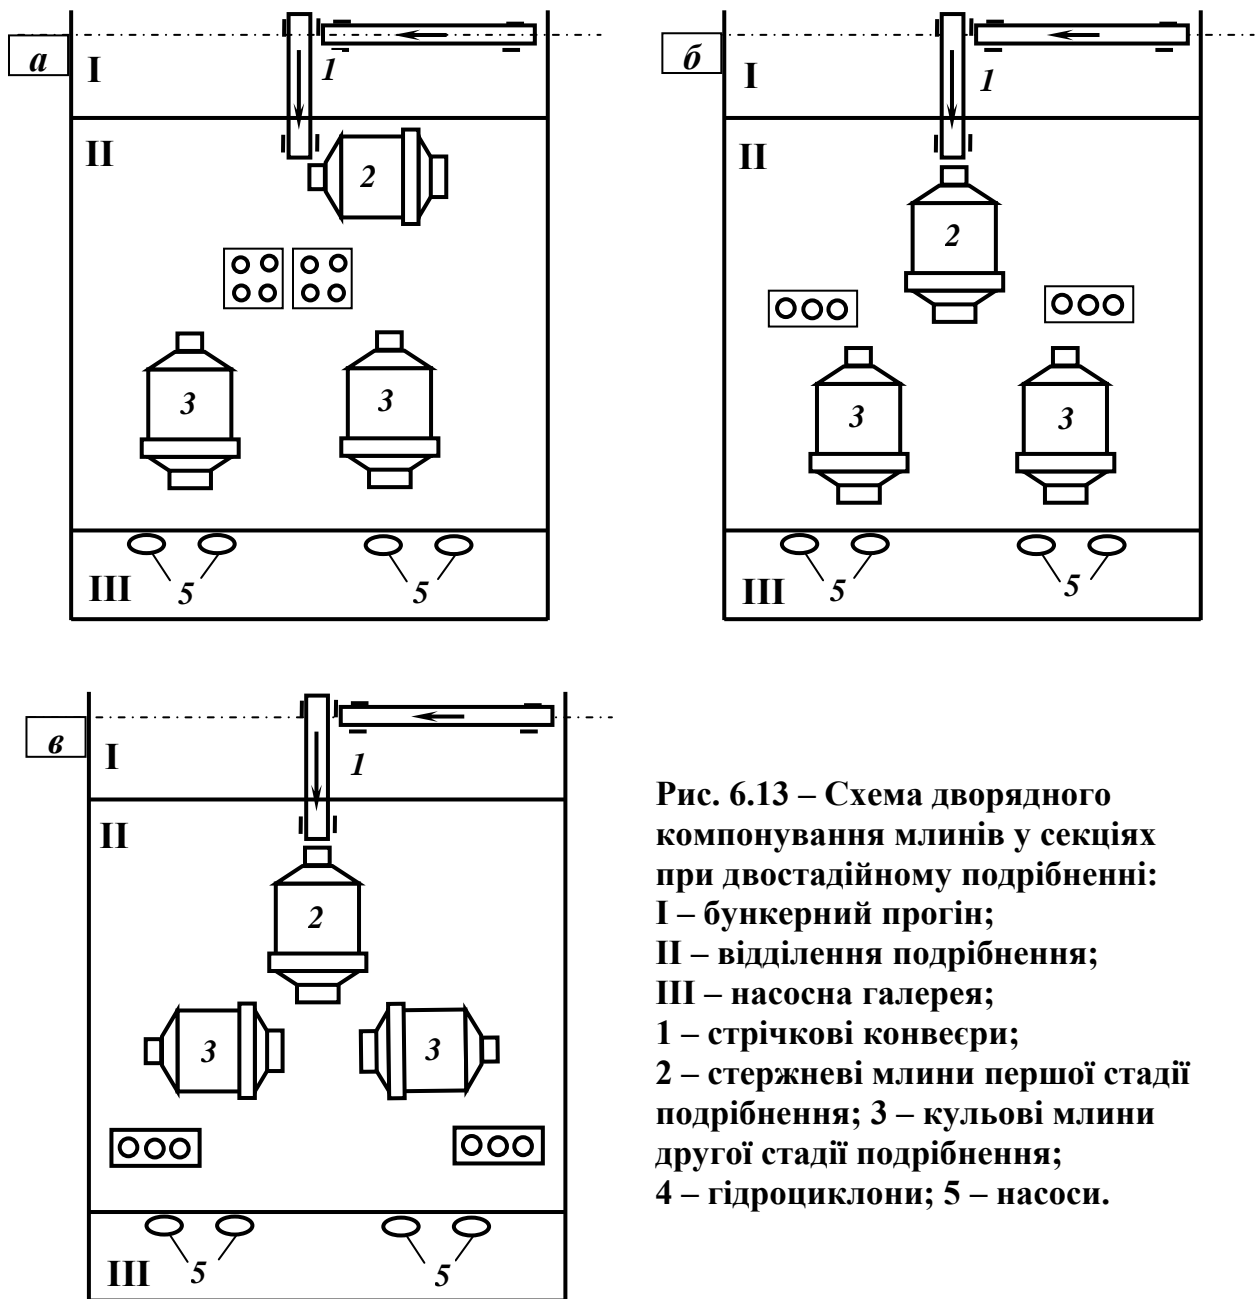 а
I
1
II
2
3
3
III
5
5
б
I
1
II
2
3
3
III
5
5
в
I
1
II
2
3
3
III
5
5
Рис. 6.13 – Схема дворядного
компонування млинів у секціях
при двостадійному подрібненні:
I – бункерний прогін;
II – відділення подрібнення;
III – насосна галерея;
1 – стрічкові конвеєри;
2 – стержневі млини першої стадії
подрібнення; 3 – кульові млини
другої стадії подрібнення;
4 – гідроциклони; 5 – насоси.